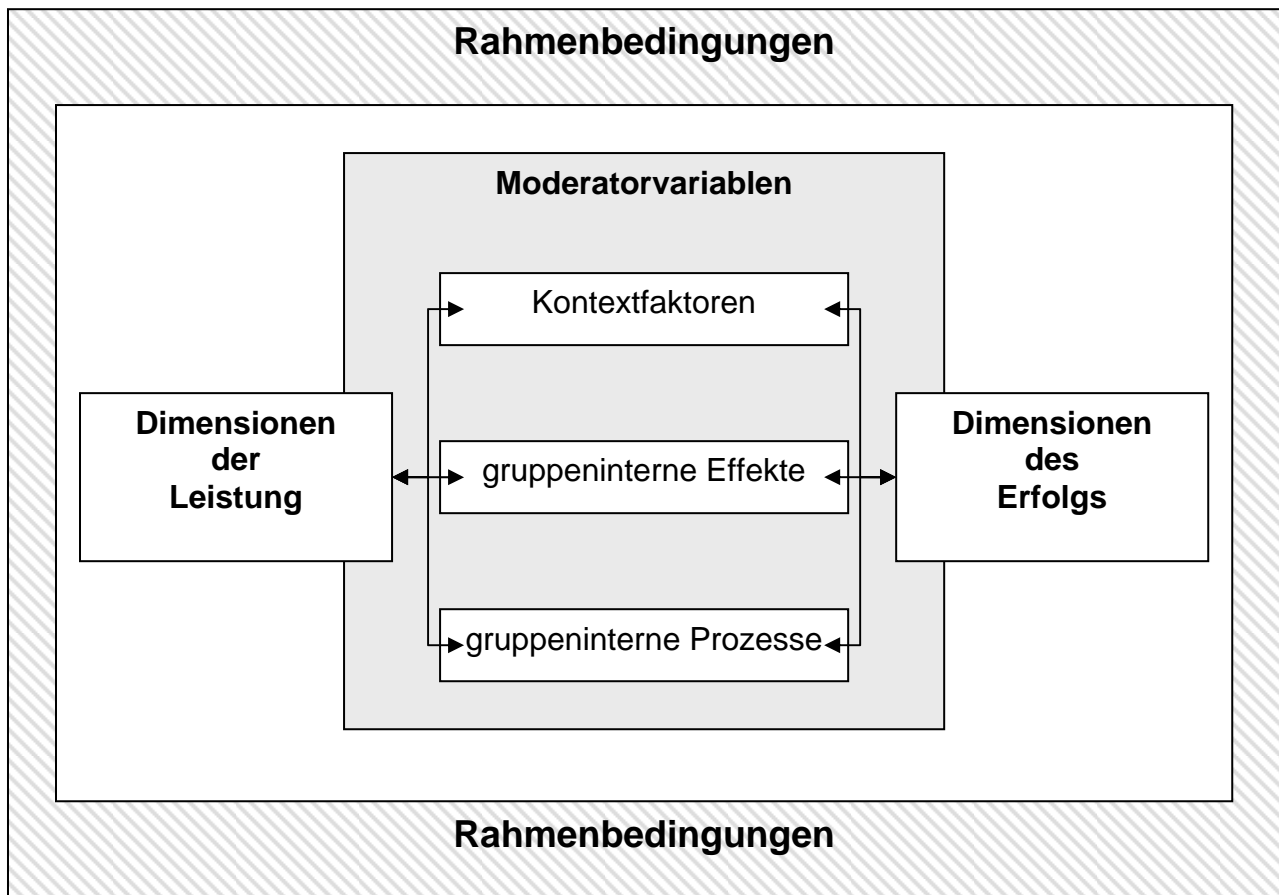 Rahmenbedingungen
Moderatorvariablen
Kontextfaktoren
Dimensionen
der
Leistung
gruppeninterne Effekte
Dimensionen
des
Erfolgs
gruppeninterne Prozesse
Rahmenbedingungen